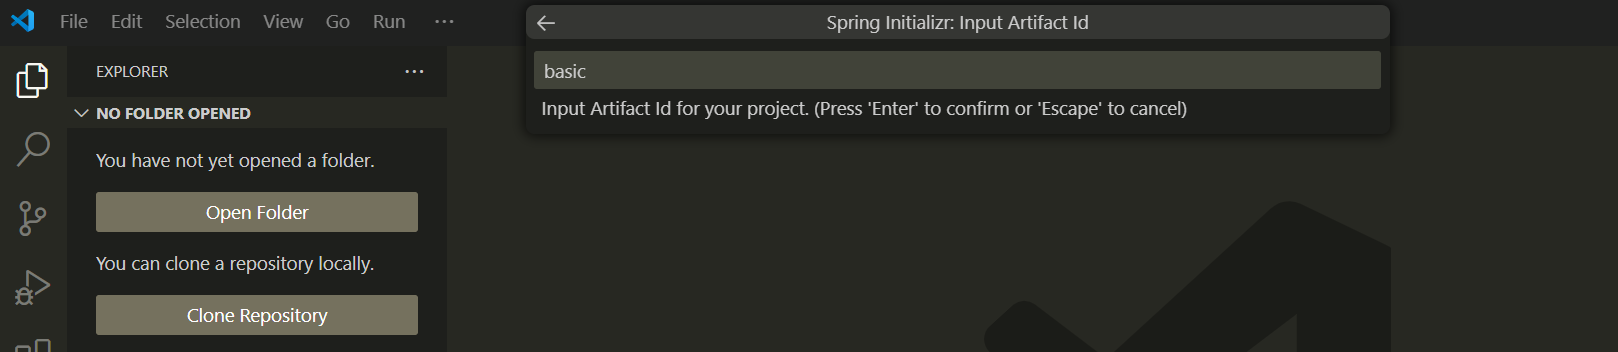 File Edit Selection View Go Run ···
Spring Initializr: Input Artifact Id
basic
Input Artifact Id for your project. (Press 'Enter' to confirm or 'Escape' to cancel)
EXPLORER ···
NO FOLDER OPENED
You have not yet opened a folder.
Open Folder
You can clone a repository locally.
Clone Repository